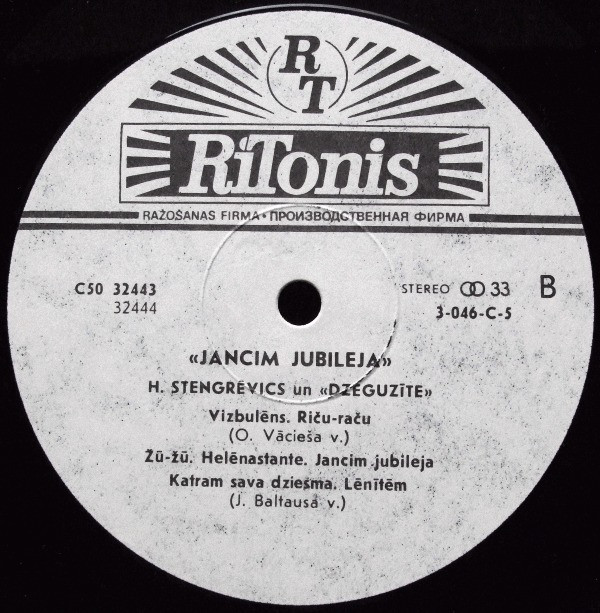 RT
RiTonis
RAŽOŠANAS FIRMA • ПРОИЗВОДСТВЕННАЯ ФИРМА
C50 32443
32444
STEREO 33
B
3-046-C-5
«JANCIM JUBILEJA»
H. STENGRĒVICS un «DZEGUZĪTE»
Vizbulēns. Riču-raču
(O. Vācieša v.)
Žū-žū. Helēnastante. Jancim jubileja
Katram sava dziesma. Lēnītēm
(J. Baltausa v.)